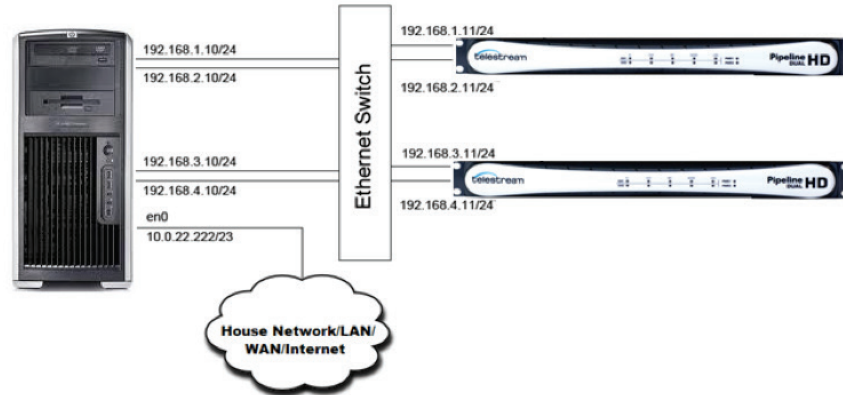 192.168.1.10/24
192.168.2.10/24
192.168.3.10/24
192.168.4.10/24
en0
10.0.22.222/23
Ethernet Switch
192.168.1.11/24
telestream
Pipeline HD
DUAL
192.168.2.11/24
192.168.3.11/24
telestream
Pipeline HD
DUAL
192.168.4.11/24
House Network/LAN/
WAN/Internet